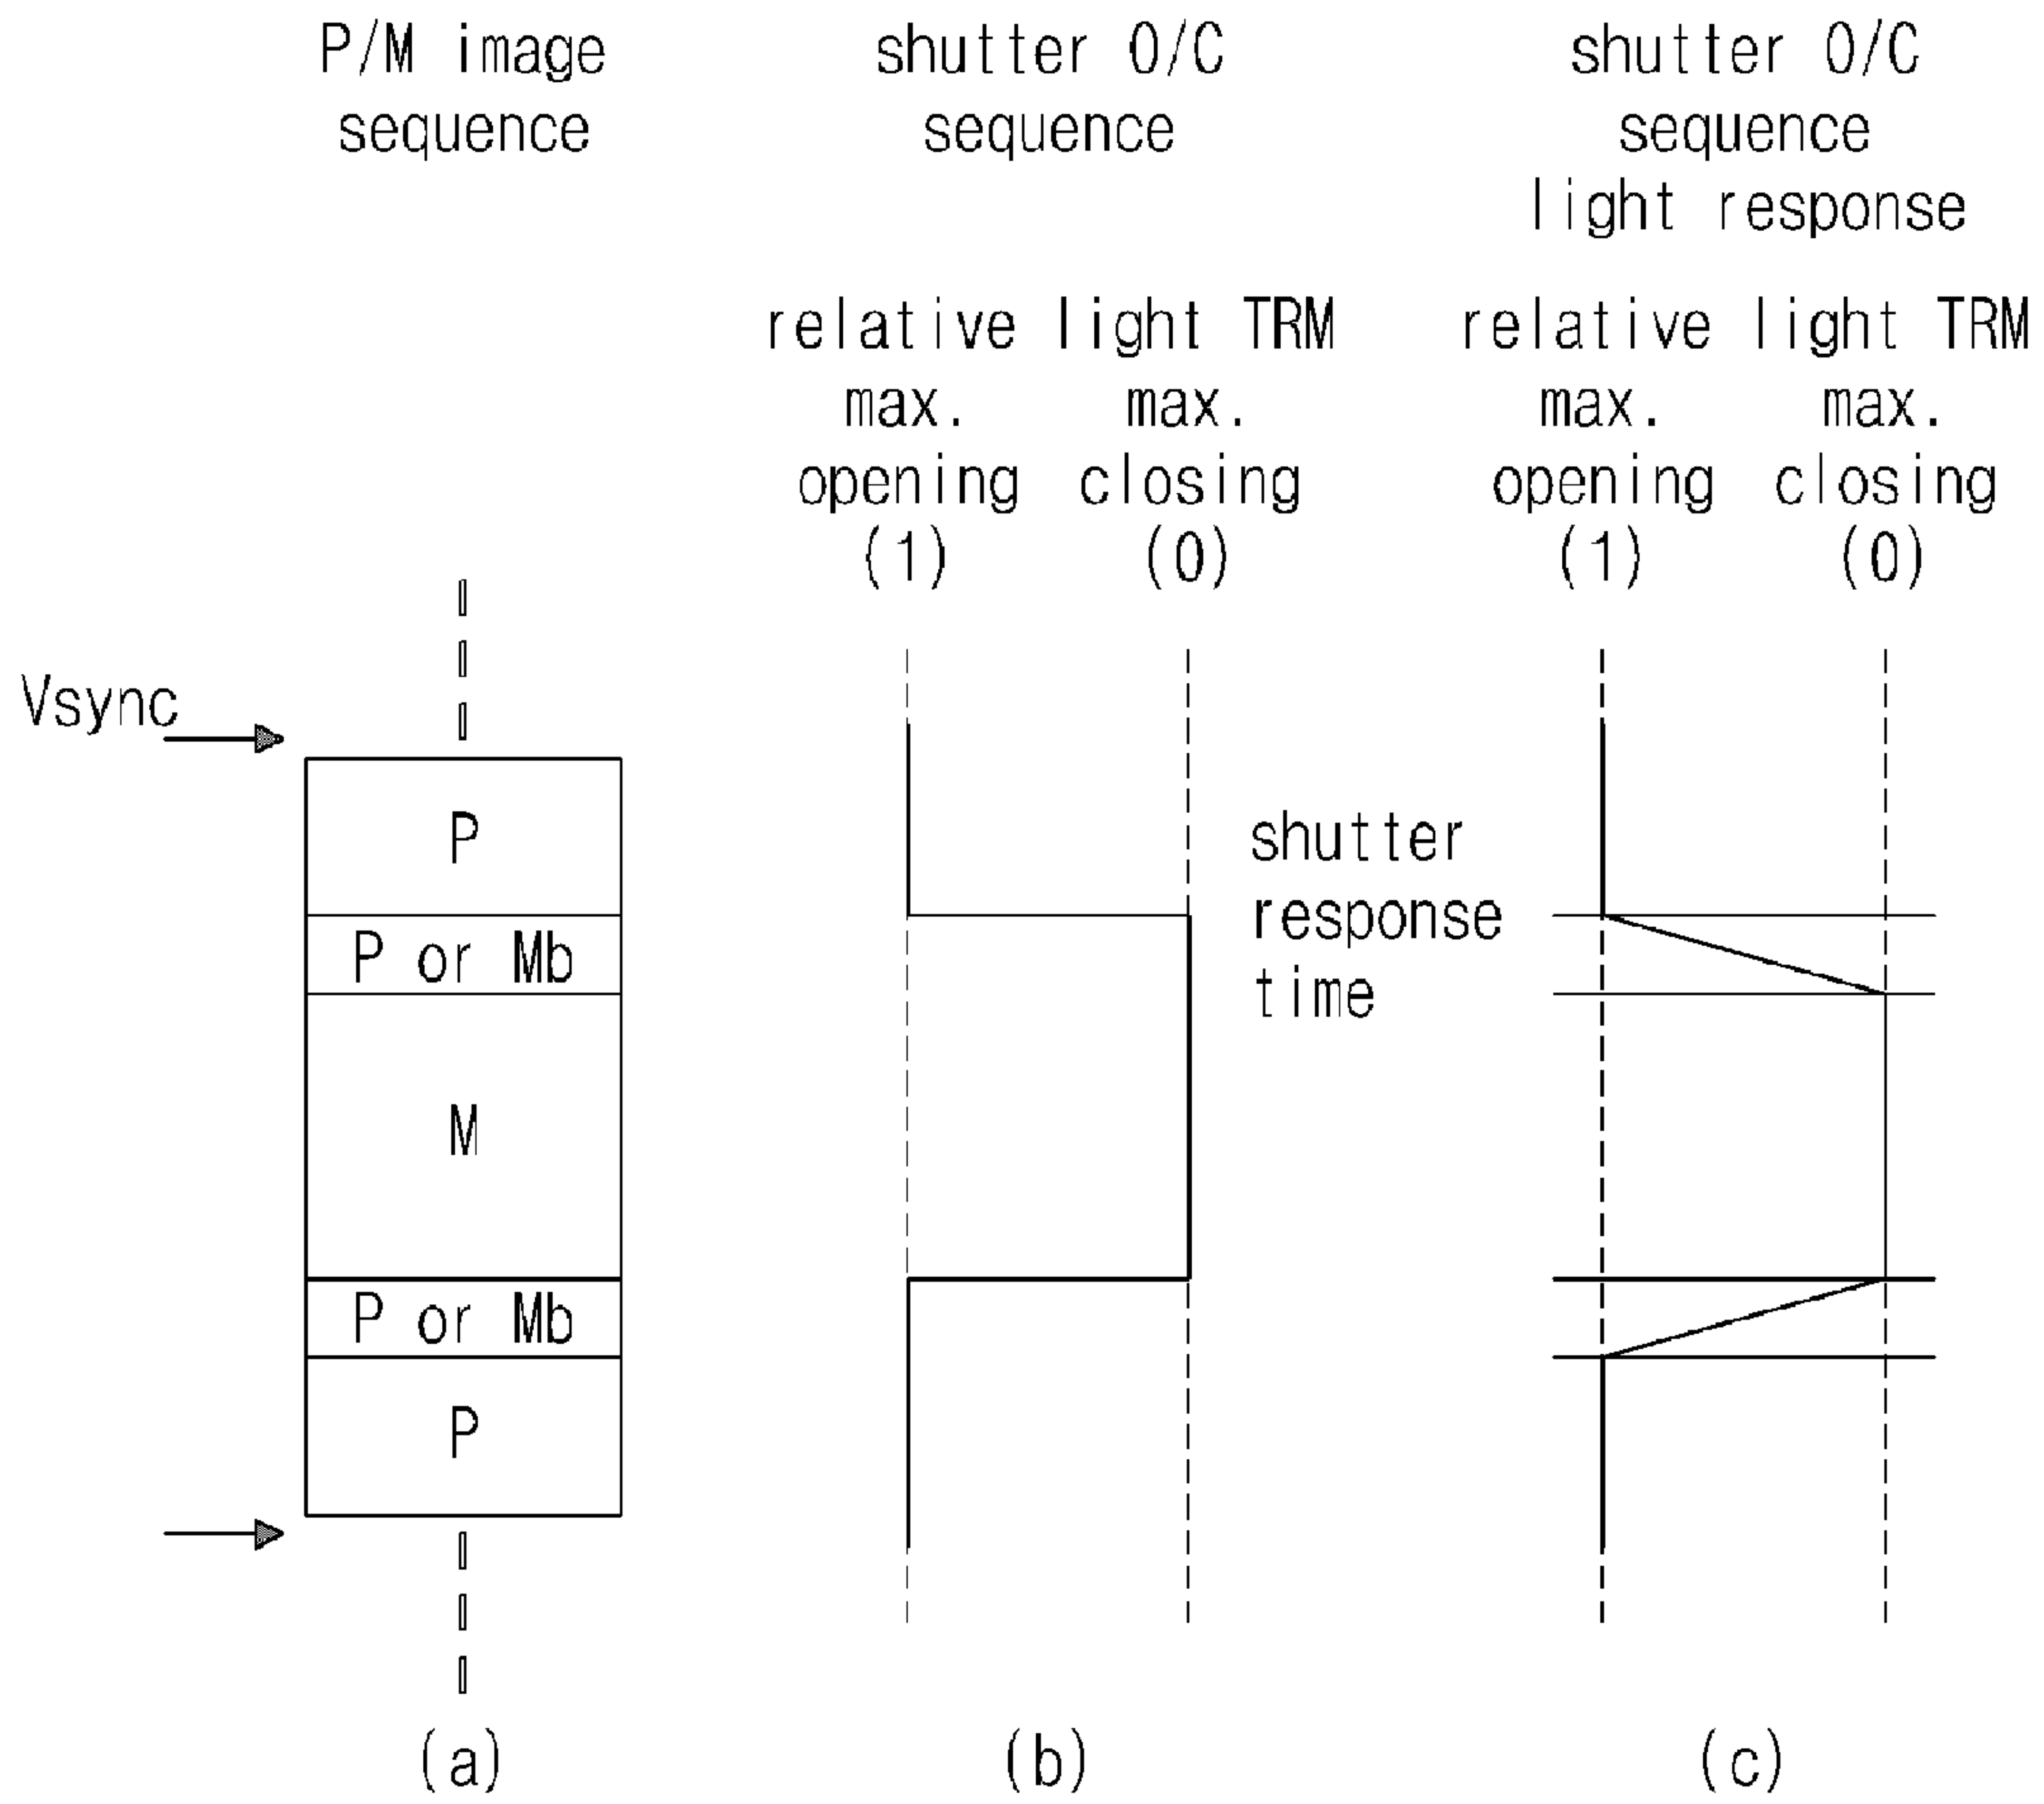 P/M image
sequence
shutter O/C
sequence
shutter O/C
sequence
light response
relative light TRM
max. max.
opening closing
(1) (0)
relative light TRM
max. max.
opening closing
(1) (0)
Vsync
P
P or Mb
M
P or Mb
P
shutter
response
time
(a)
(b)
(c)